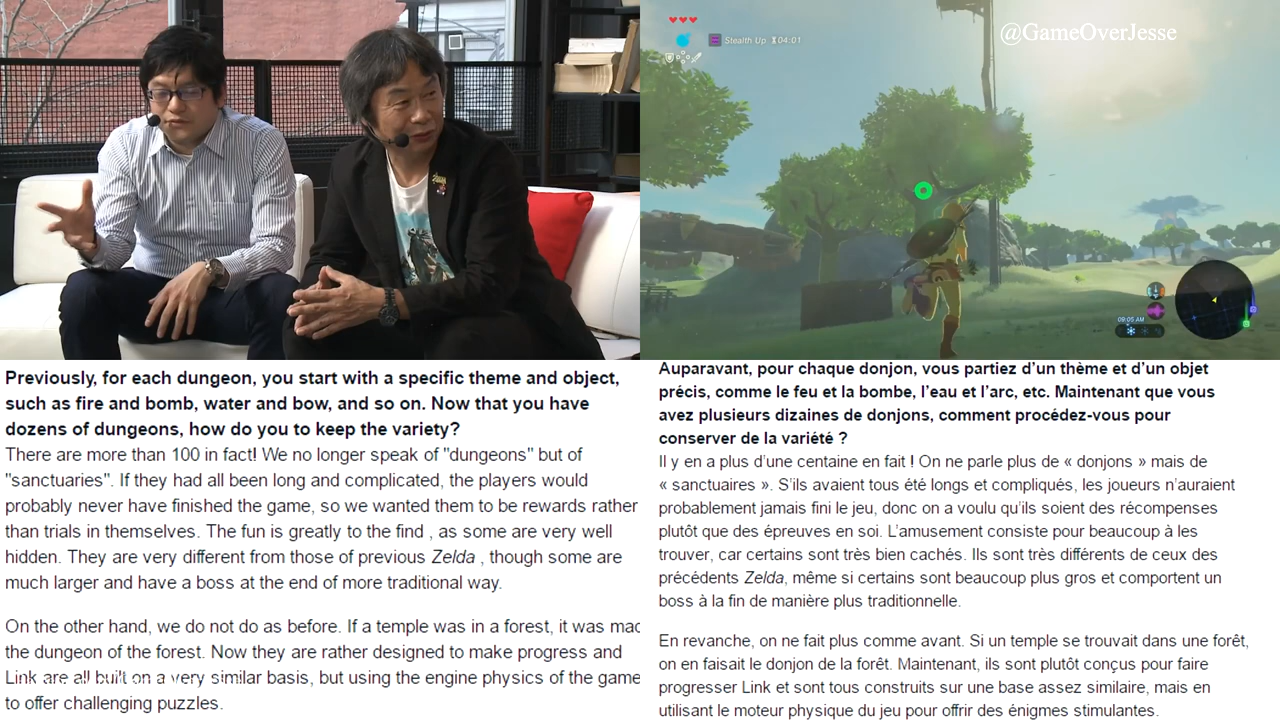 @GameOverJesse
Stealth Up 04:01
09:05 AM
Previously, for each dungeon, you start with a specific theme and object,
such as fire and bomb, water and bow, and so on. Now that you have
dozens of dungeons, how do you to keep the variety?
There are more than 100 in fact! We no longer speak of "dungeons" but of
"sanctuaries". If they had all been long and complicated, the players would
probably never have finished the game, so we wanted them to be rewards rather
than trials in themselves. The fun is greatly to the find , as some are very well
hidden. They are very different from those of previous Zelda , though some are
much larger and have a boss at the end of more traditional way.
On the other hand, we do not do as before. If a temple was in a forest, it was mad
the dungeon of the forest. Now they are rather designed to make progress and
Link are all built on a very similar basis, but using the engine physics of the game
to offer challenging puzzles.
Auparavant, pour chaque donjon, vous partiez d'un thème et d'un objet
précis, comme le feu et la bombe, l'eau et l'arc, etc. Maintenant que vous
avez plusieurs dizaines de donjons, comment procédez-vous pour
conserver de la variété ?
Il y en a plus d'une centaine en fait ! On ne parle plus de « donjons » mais de
« sanctuaires ». S'ils avaient tous été longs et compliqués, les joueurs n'auraient
probablement jamais fini le jeu, donc on a voulu qu'ils soient des récompenses
plutôt que des épreuves en soi. L'amusement consiste pour beaucoup à les
trouver, car certains sont très bien cachés. Ils sont très différents de ceux des
précédents Zelda, même si certains sont beaucoup plus gros et comportent un
boss à la fin de manière plus traditionnelle.
En revanche, on ne fait plus comme avant. Si un temple se trouvait dans une forêt,
on en faisait le donjon de la forêt. Maintenant, ils sont plutôt conçus pour faire
progresser Link et sont tous construits sur une base assez similaire, mais en
utilisant le moteur physique du jeu pour offrir des énigmes stimulantes.